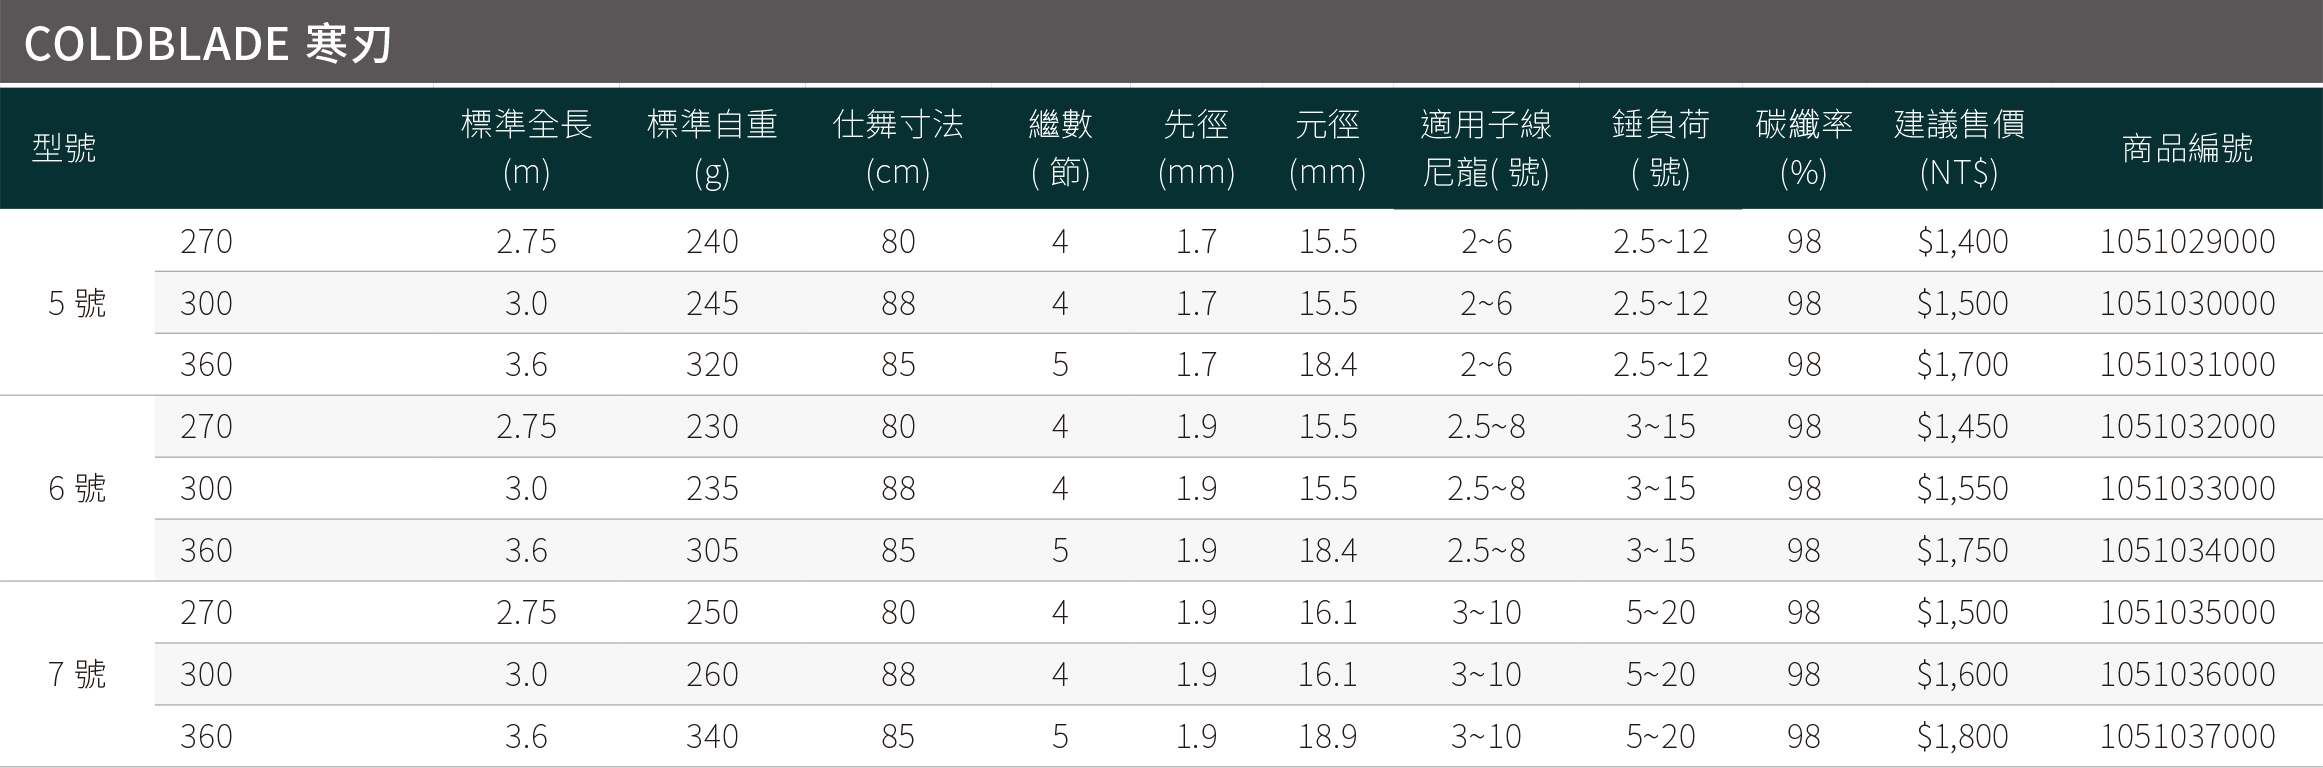 COLDBLADE 寒刃
型號 標準全長(m) 標準自重(g) 仕舞寸法(cm) 繼數( 節) 先徑(mm) 元徑(mm) 適用子線尼龍( 號) 錘負荷( 號) 碳纖率(%) 建議售價(NT$) 商品編號
5 號
270 2.75 240 80 4 1.7 15.5 2~6 2.5~12 98 $1,400 1051029000
300 3.0 245 88 4 1.7 15.5 2~6 2.5~12 98 $1,500 1051030000
360 3.6 320 85 5 1.7 18.4 2~6 2.5~12 98 $1,700 1051031000
6 號
270 2.75 230 80 4 1.9 15.5 2.5~8 3~15 98 $1,450 1051032000
300 3.0 235 88 4 1.9 15.5 2.5~8 3~15 98 $1,550 1051033000
360 3.6 305 85 5 1.9 18.4 2.5~8 3~15 98 $1,750 1051034000
7 號
270 2.75 250 80 4 1.9 16.1 3~10 5~20 98 $1,500 1051035000
300 3.0 260 88 4 1.9 16.1 3~10 5~20 98 $1,600 1051036000
360 3.6 340 85 5 1.9 18.9 3~10 5~20 98 $1,800 1051037000